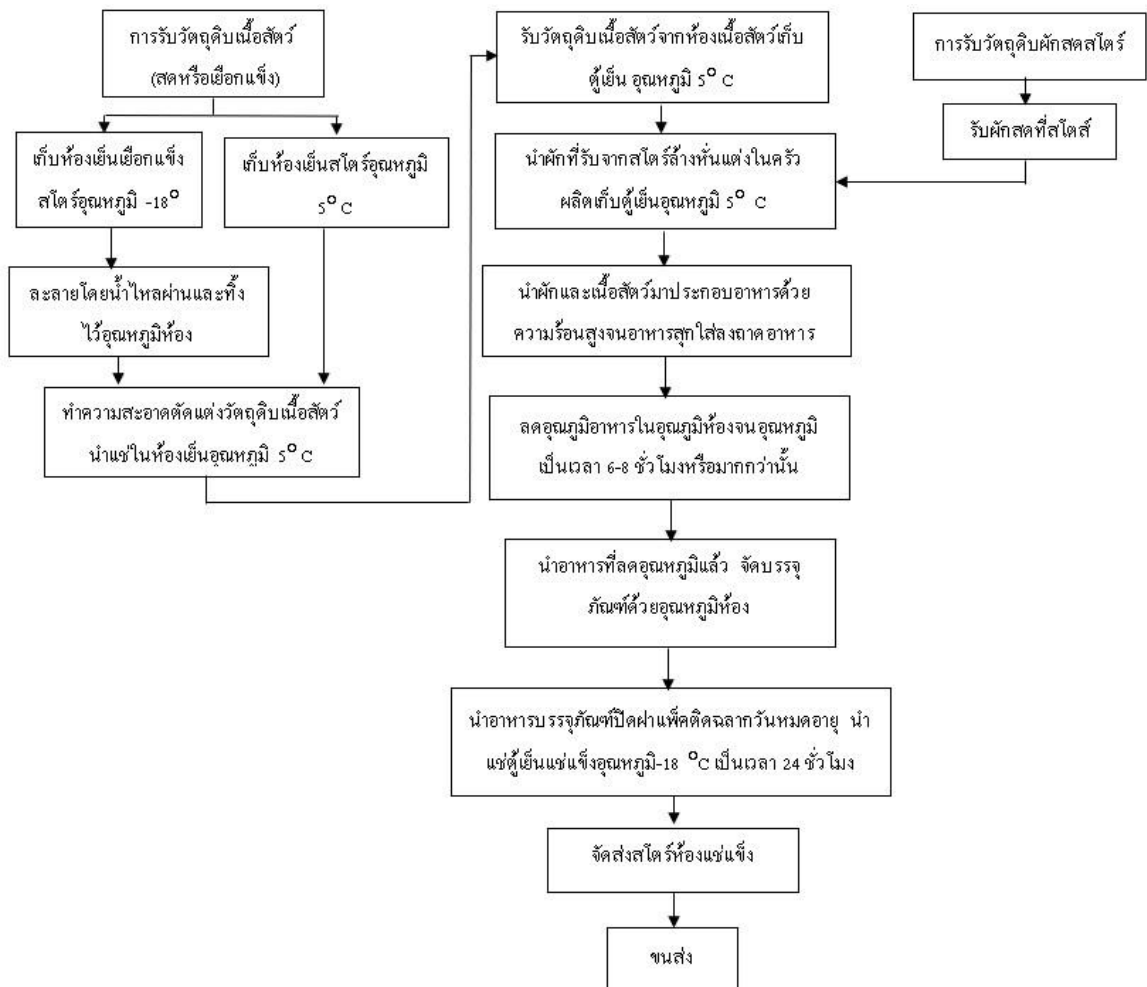 การรับวัตถุดิบเนื้อสัตว์
(สดหรือเยือกแข็ง)
เก็บห้องเย็นเยือกแข็ง
สโตร์อุณหภูมิ -18°
เก็บห้องเย็นสโตร์อุณหภูมิ
5° C
ละลายโดยน้ำไหลผ่านและทิ้ง
ไว้อุณหภูมิห้อง
ทำความสะอาดตัดแต่งวัตถุดิบเนื้อสัตว์
นำแช่ในห้องเย็นอุณหภูมิ 5° C
รับวัตถุดิบเนื้อสัตว์จากห้องเนื้อสัตว์เก็บ
ตู้เย็น อุณหภูมิ 5° C
นำผักที่รับจากสโตร์ล้างหั่นแต่งในครัว
ผลิตเก็บตู้เย็นอุณหภูมิ 5° C
นำผักและเนื้อสัตว์มาประกอบอาหารด้วย
ความร้อนสูงจนอาหารสุกใส่ลงถาดอาหาร
ลดอุณภูมิอาหารในอุณภูมิห้องจนอุณหภูมิ
เป็นเวลา 6-8 ชั่วโมงหรือมากกว่านั้น
นำอาหารที่ลดอุณหภูมิแล้ว จัดบรรจุ
ภัณฑ์ด้วยอุณหภูมิห้อง
นำอาหารบรรจุภัณฑ์ปิดฝาแพ็คติดฉลากวันหมดอายุ นำ
แช่ตู้เย็นแช่แข็งอุณหภูมิ-18 °C เป็นเวลา 24 ชั่วโมง
จัดส่งสโตร์ห้องแช่แข็ง
ขนส่ง
การรับวัตถุดิบผักสดสโตร์
รับผักสดที่สโตส์